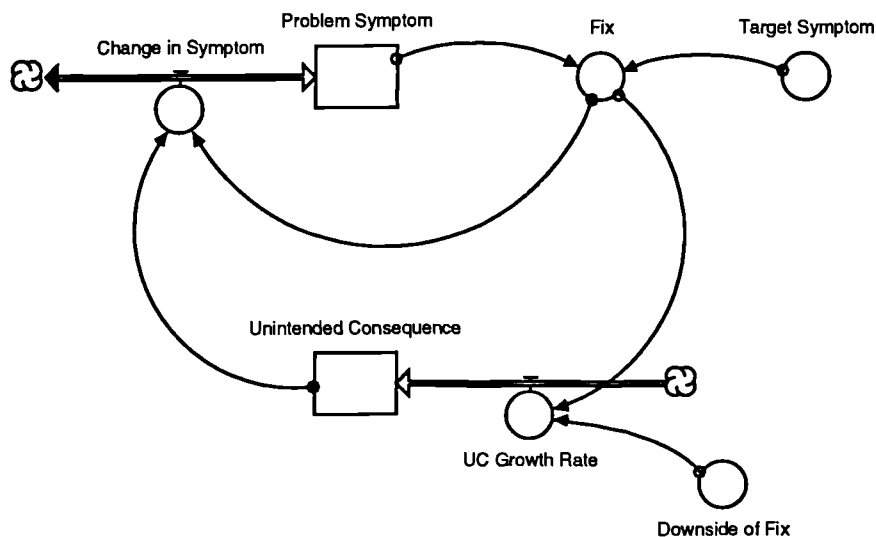 Problem Symptom
Fix
Target Symptom
Change in Symptom
Unintended Consequence
UC Growth Rate
Downside of Fix